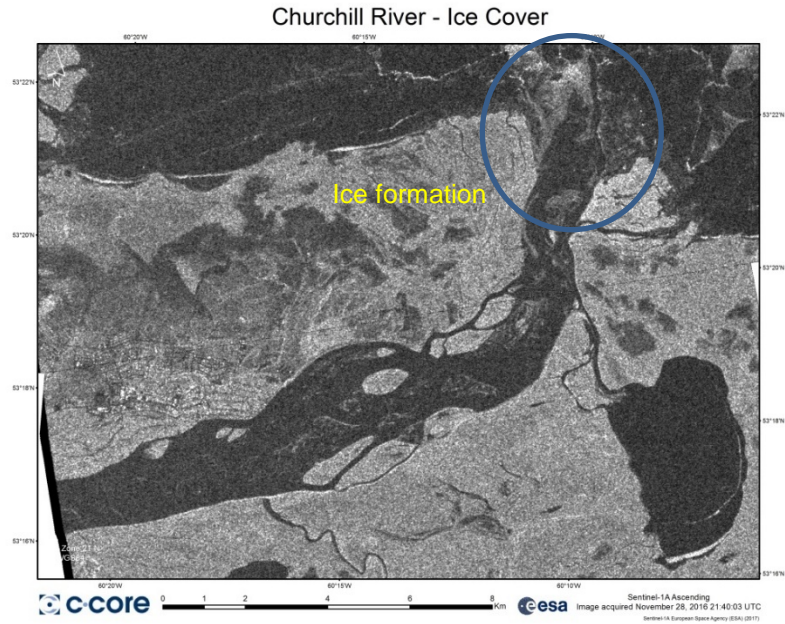 Churchill River - Ice Cover
60°20'W
60°15'W
53°22'N
53°22'N
Ice formation
53°20'N
53°20'N
53°18'N
53°18'N
53°16'N
53°16'N
60°20'W
60°15'W
60°10'W
c-core
0 1 2 4 6 8 Km
esa
Sentinel-1A Ascending
Image acquired November 28, 2016 21:40:03 UTC
Sentinel-1A European Space Agency (ESA) (2017)